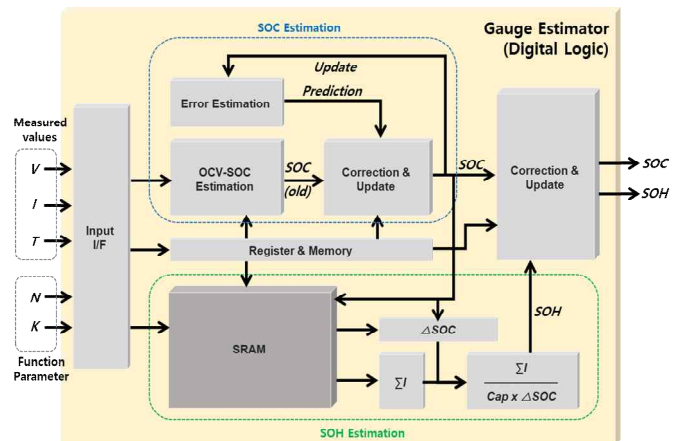 Gauge Estimator
(Digital Logic)
SOC Estimation
Update
Prediction
Error Estimation
Measured
values
V
I
T
OCV-SOC
Estimation
SOC
(old)
Correction &
Update
SOC
Correction &
Update
SOC
SOH
Input
I/F
Register & Memory
N
K
Function
Parameter
SRAM
△SOC
SOH
∑I
∑I
Cap x △SOC
SOH Estimation